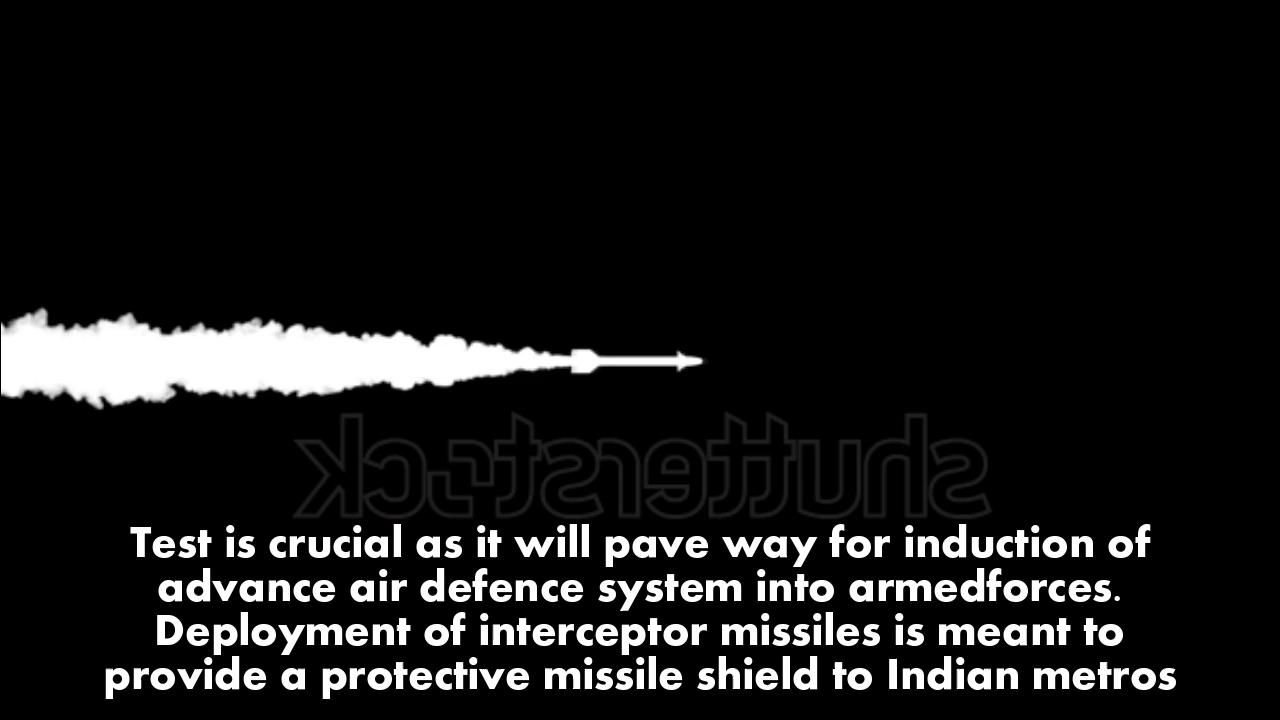 shutterstock
Test is crucial as it will pave way for induction of
advance air defence system into armedforces.
Deployment of interceptor missiles is meant to
provide a protective missile shield to Indian metros